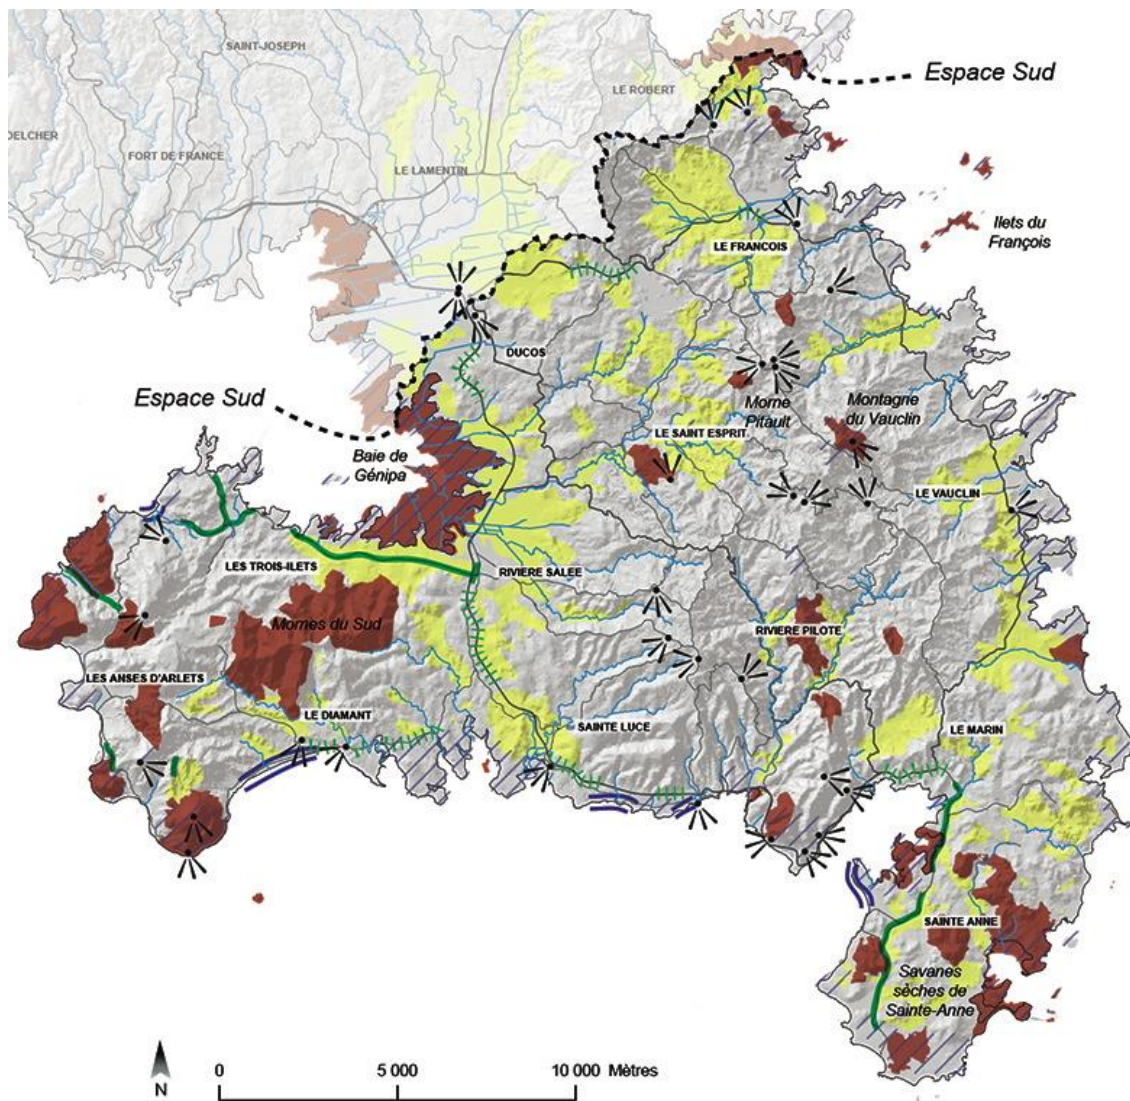 SAINT-JOSEPH
Espace Sud
LE ROBERT
OELCHER
FORT DE FRANCE
LE LAMENTIN
Ilets du
François
LE FRANCOIS
DUCOS
Espace Sud
Morne
Pitault
Montagne
du Vauclin
Baie de
Génipa
LE SAINT ESPRIT
LE VAUCLIN
LES TROIS-ILETS
RIVIERE SALEE
Mornes du Sud
RIVIERE PILOTE
LES ANSES D'ARLETS
LE DIAMANT
SAINTE LUCE
LE MARIN
SAINTE ANNE
Savanes
sèches de
Sainte-Anne
N
0 5 000 10 000 Mètres